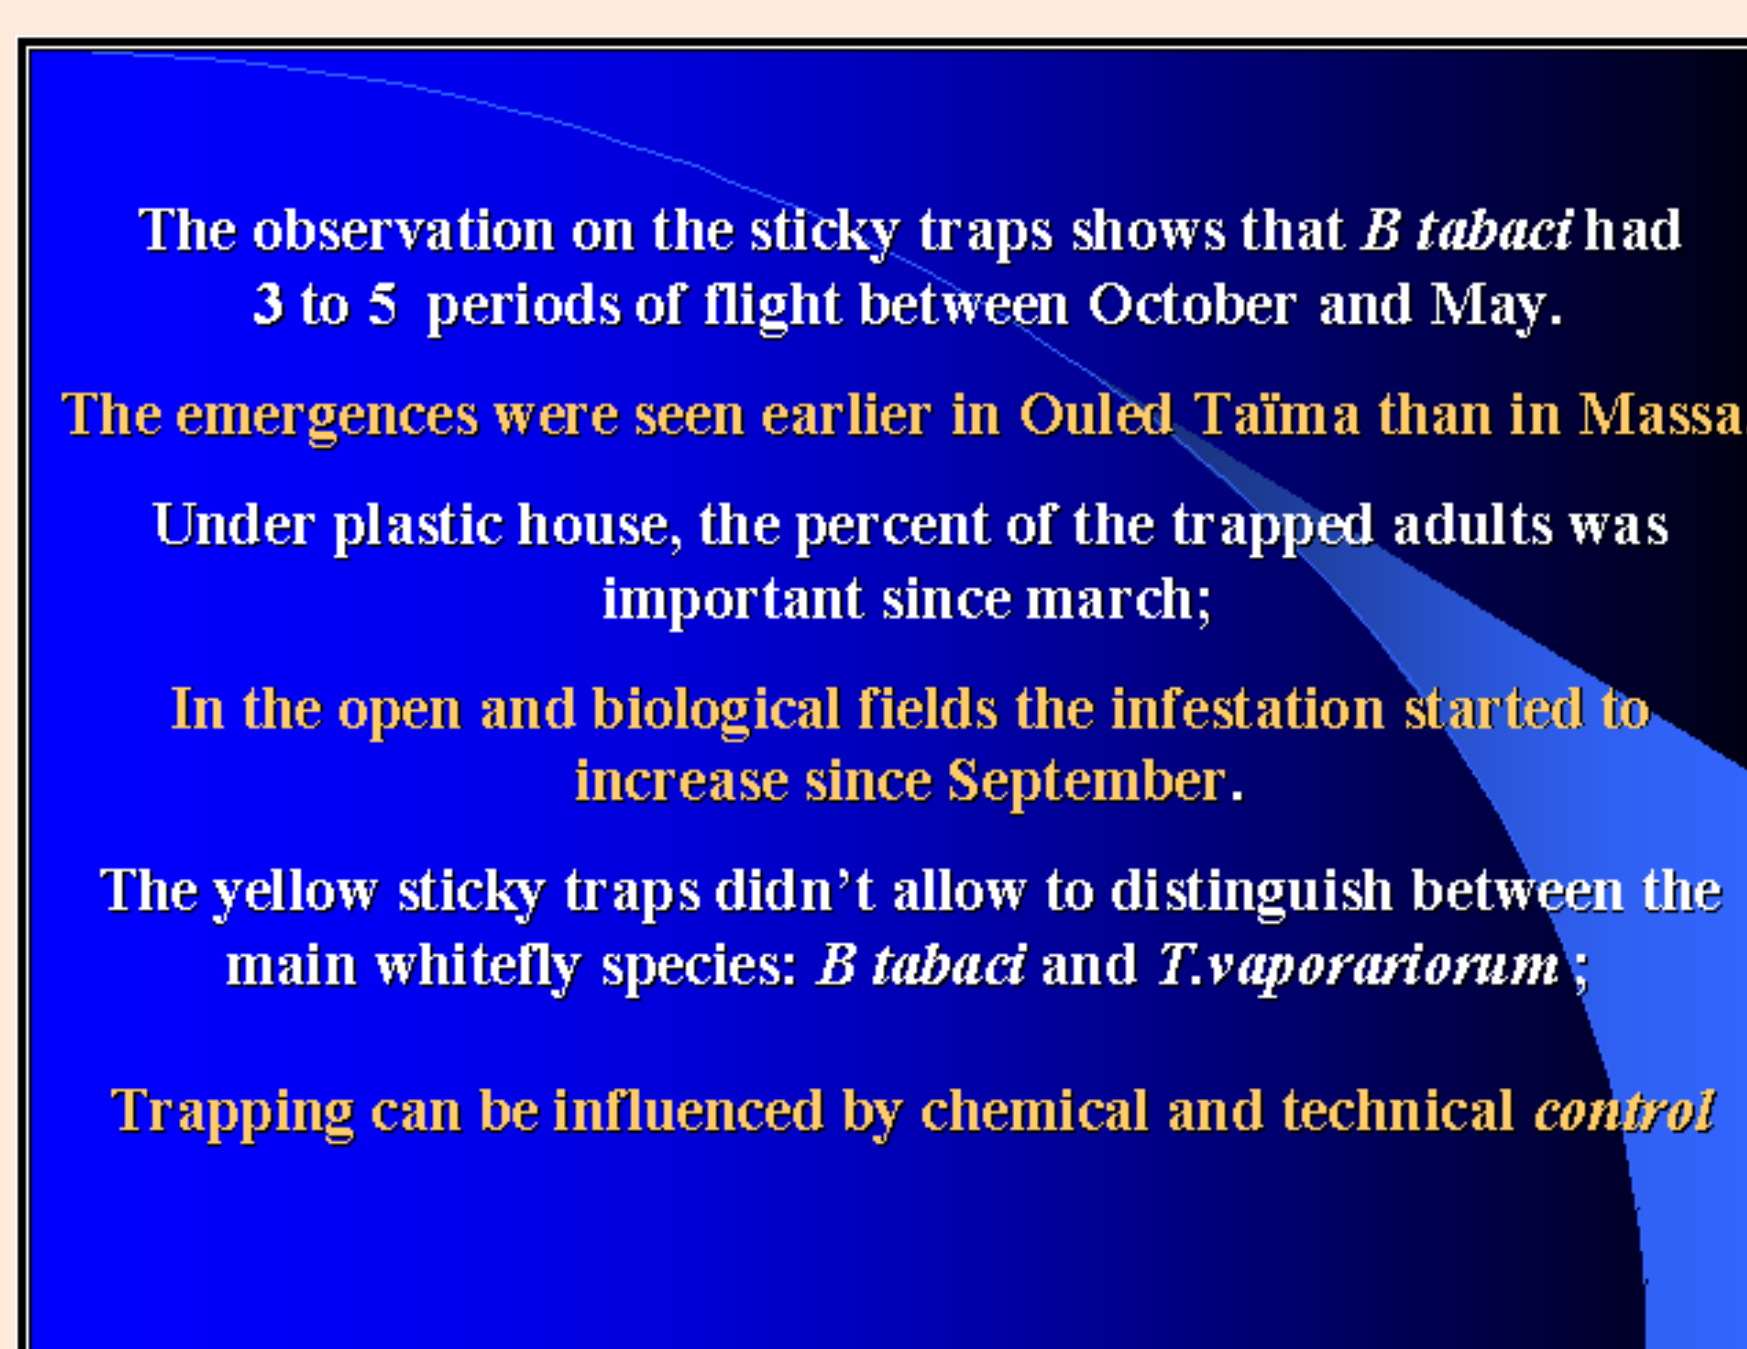 The observation on the sticky traps shows that B tabaci had
3 to 5 periods of flight between October and May.
The emergences were seen earlier in Ouled Taïma than in Massa.
Under plastic house, the percent of the trapped adults was
important since march;
In the open and biological fields the infestation started to
increase since September.
The yellow sticky traps didn’t allow to distinguish between the
main whitefly species: B tabaci and T.vaporariorum ;
Trapping can be influenced by chemical and technical control